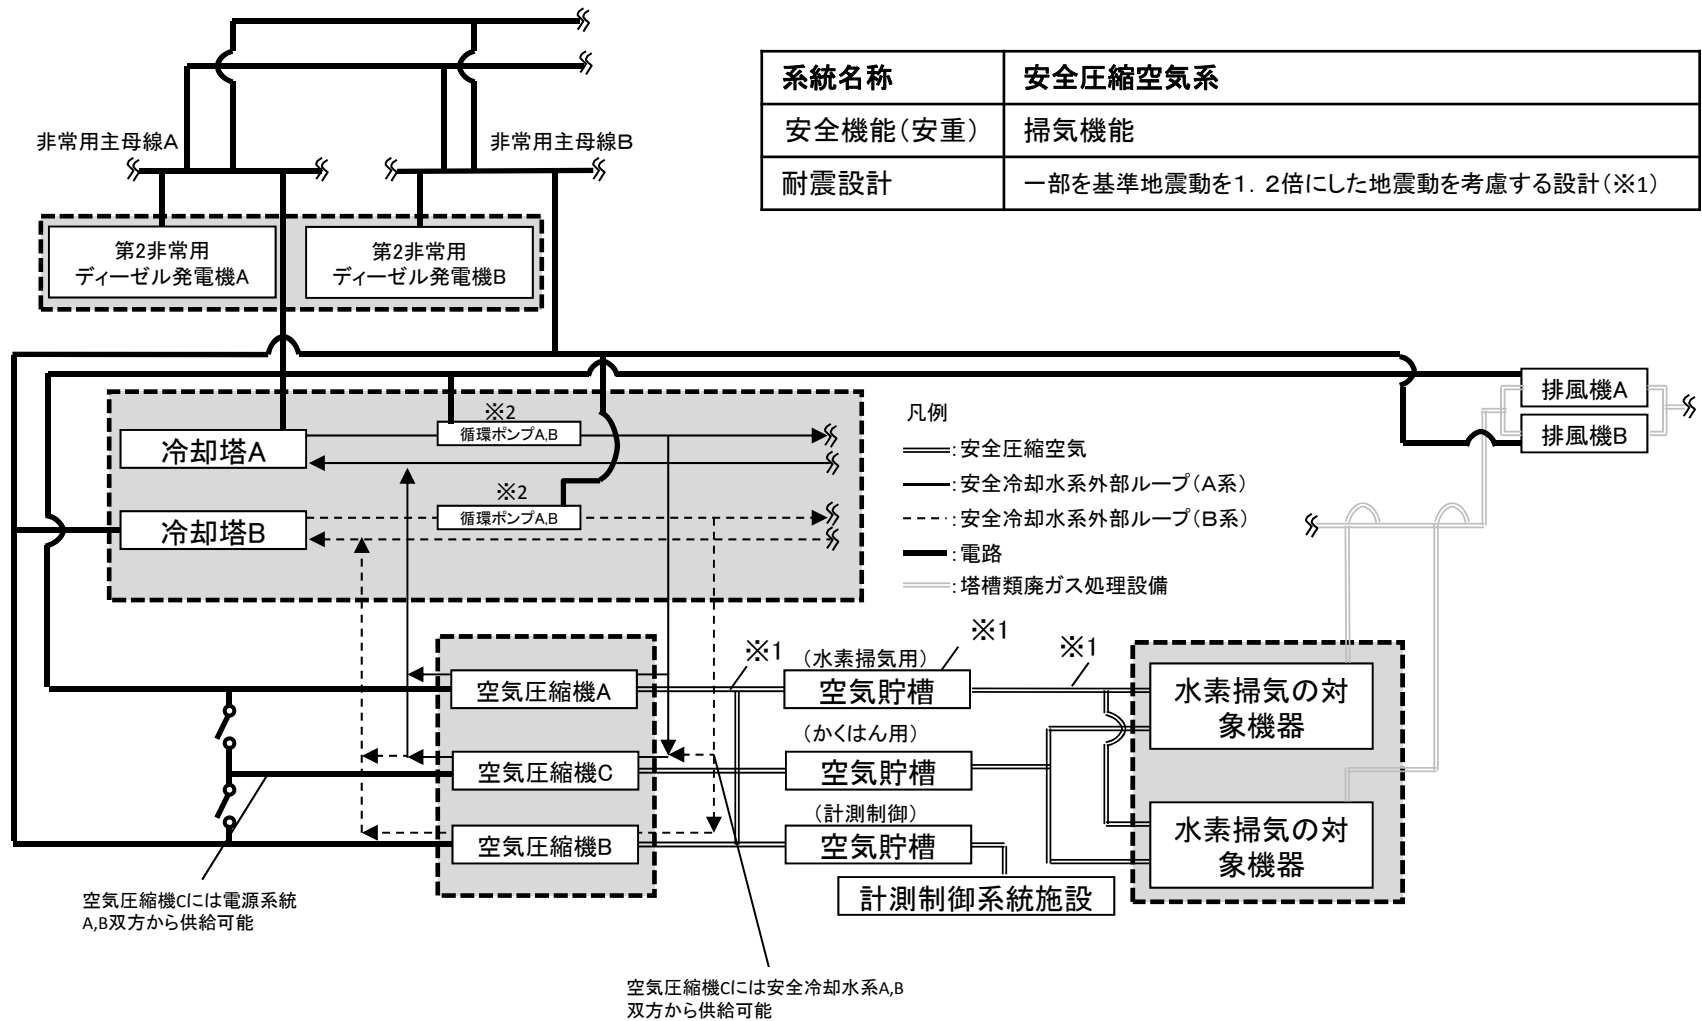 系統名称
安全圧縮空気系
安全機能(安重)
掃気機能
耐震設計
一部を基準地震動を1.2倍にした地震動を考慮する設計(※1)
非常用主母線A
非常用主母線B
第2非常用
ディーゼル発電機A
第2非常用
ディーゼル発電機B
排風機A
排風機B
※2
循環ポンプA,B
冷却塔A
※2
循環ポンプA,B
冷却塔B
凡例
:安全圧縮空気
:安全冷却水系外部ループ(A系)
:安全冷却水系外部ループ(B系)
:電路
:塔槽類廃ガス処理設備
※1
※1
※1
(水素掃気用)
空気圧縮機A
空気貯槽
水素掃気の対
象機器
(かくはん用)
空気圧縮機C
空気貯槽
(計測制御)
空気圧縮機B
空気貯槽
水素掃気の対
象機器
計測制御系統施設
空気圧縮機Cには電源系統
A,B双方から供給可能
空気圧縮機Cには安全冷却水系A,B
双方から供給可能